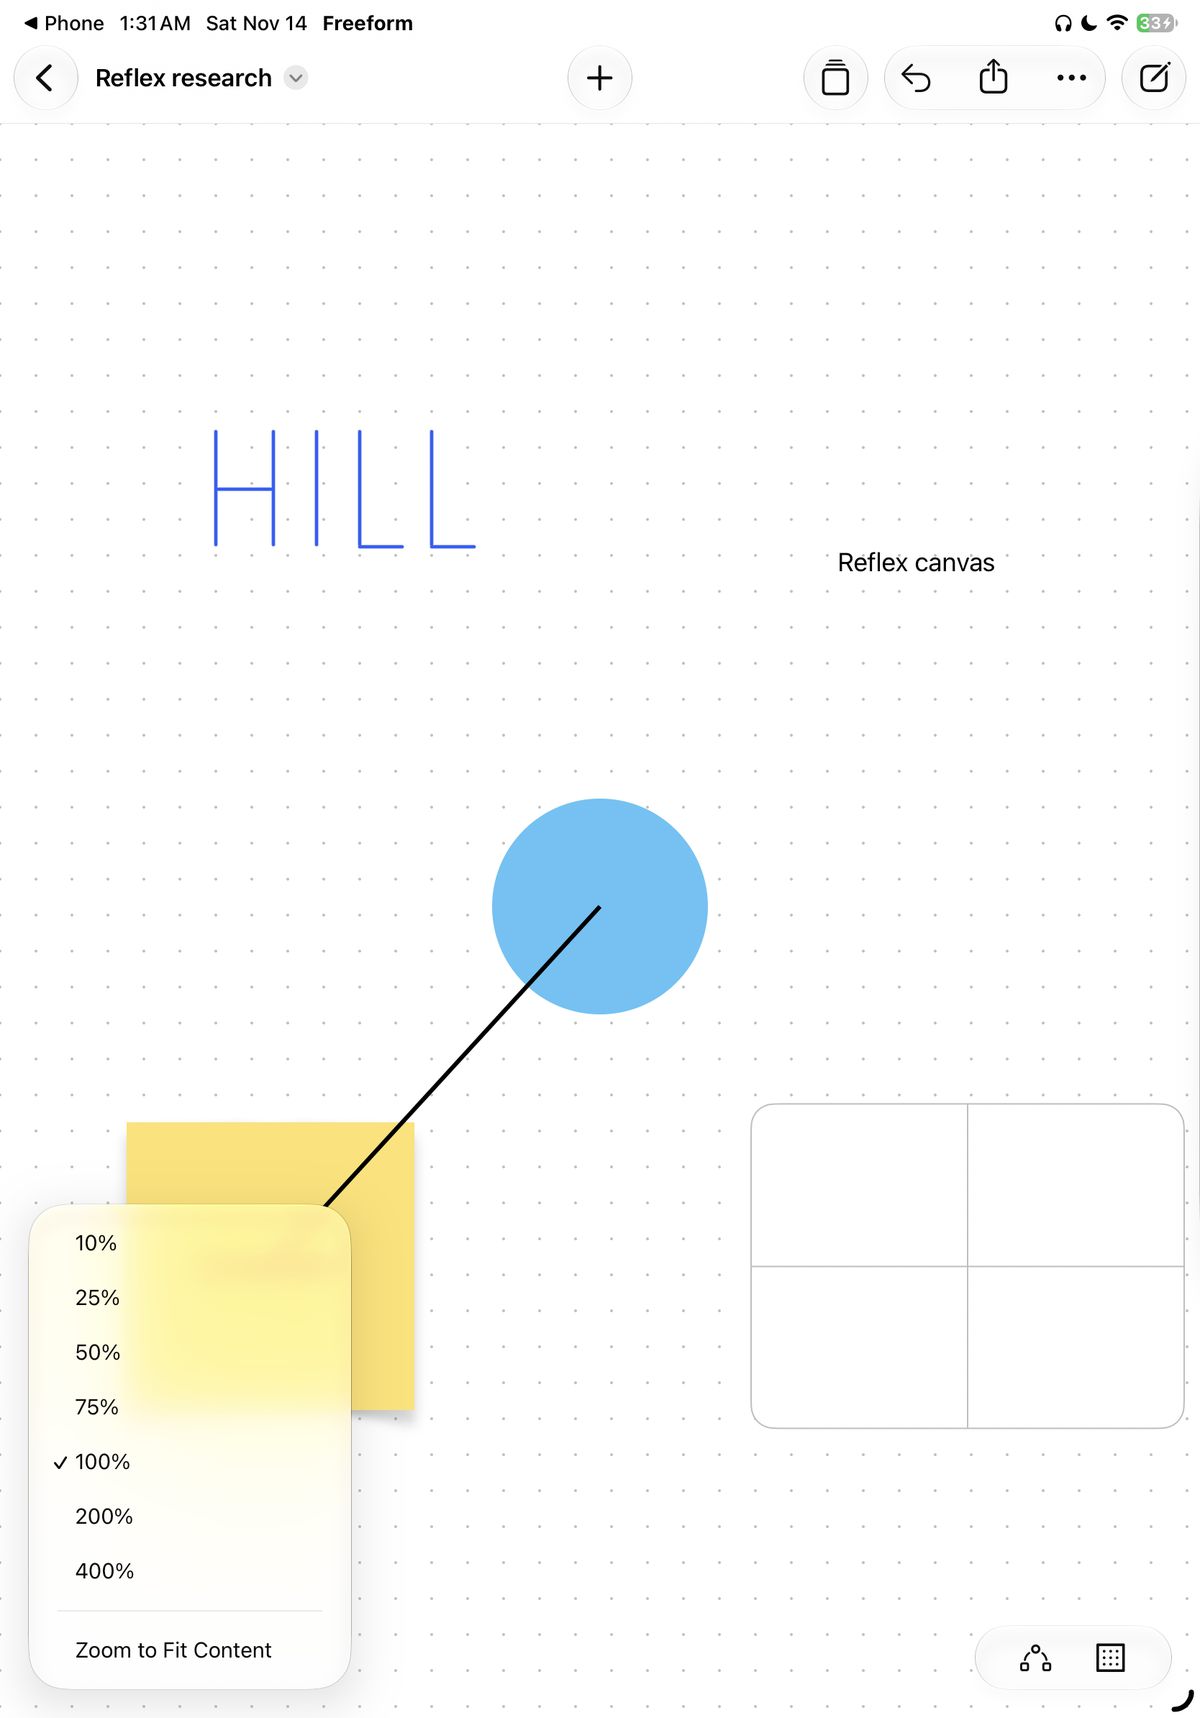 Phone 1:31 AM Sat Nov 14 Freeform 33
Reflex research
HILL
Reflex canvas
10%
25%
50%
75%
100%
200%
400%
Zoom to Fit Content